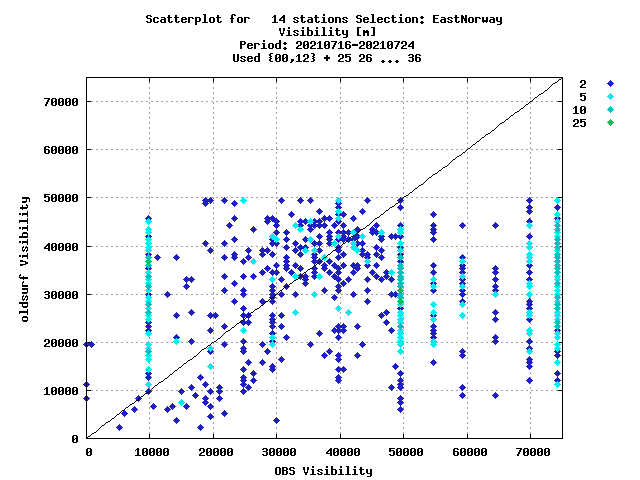 Scatterplot for 14 stations Selection: EastNorway
Visibility [m]
Period: 20210716-20210724
Used {00,12} + 25 26 ... 36
2
5
10
25
oldsurf Visibility
70000
60000
50000
40000
30000
20000
10000
0
0 10000 20000 30000 40000 50000 60000 70000
OBS Visibility